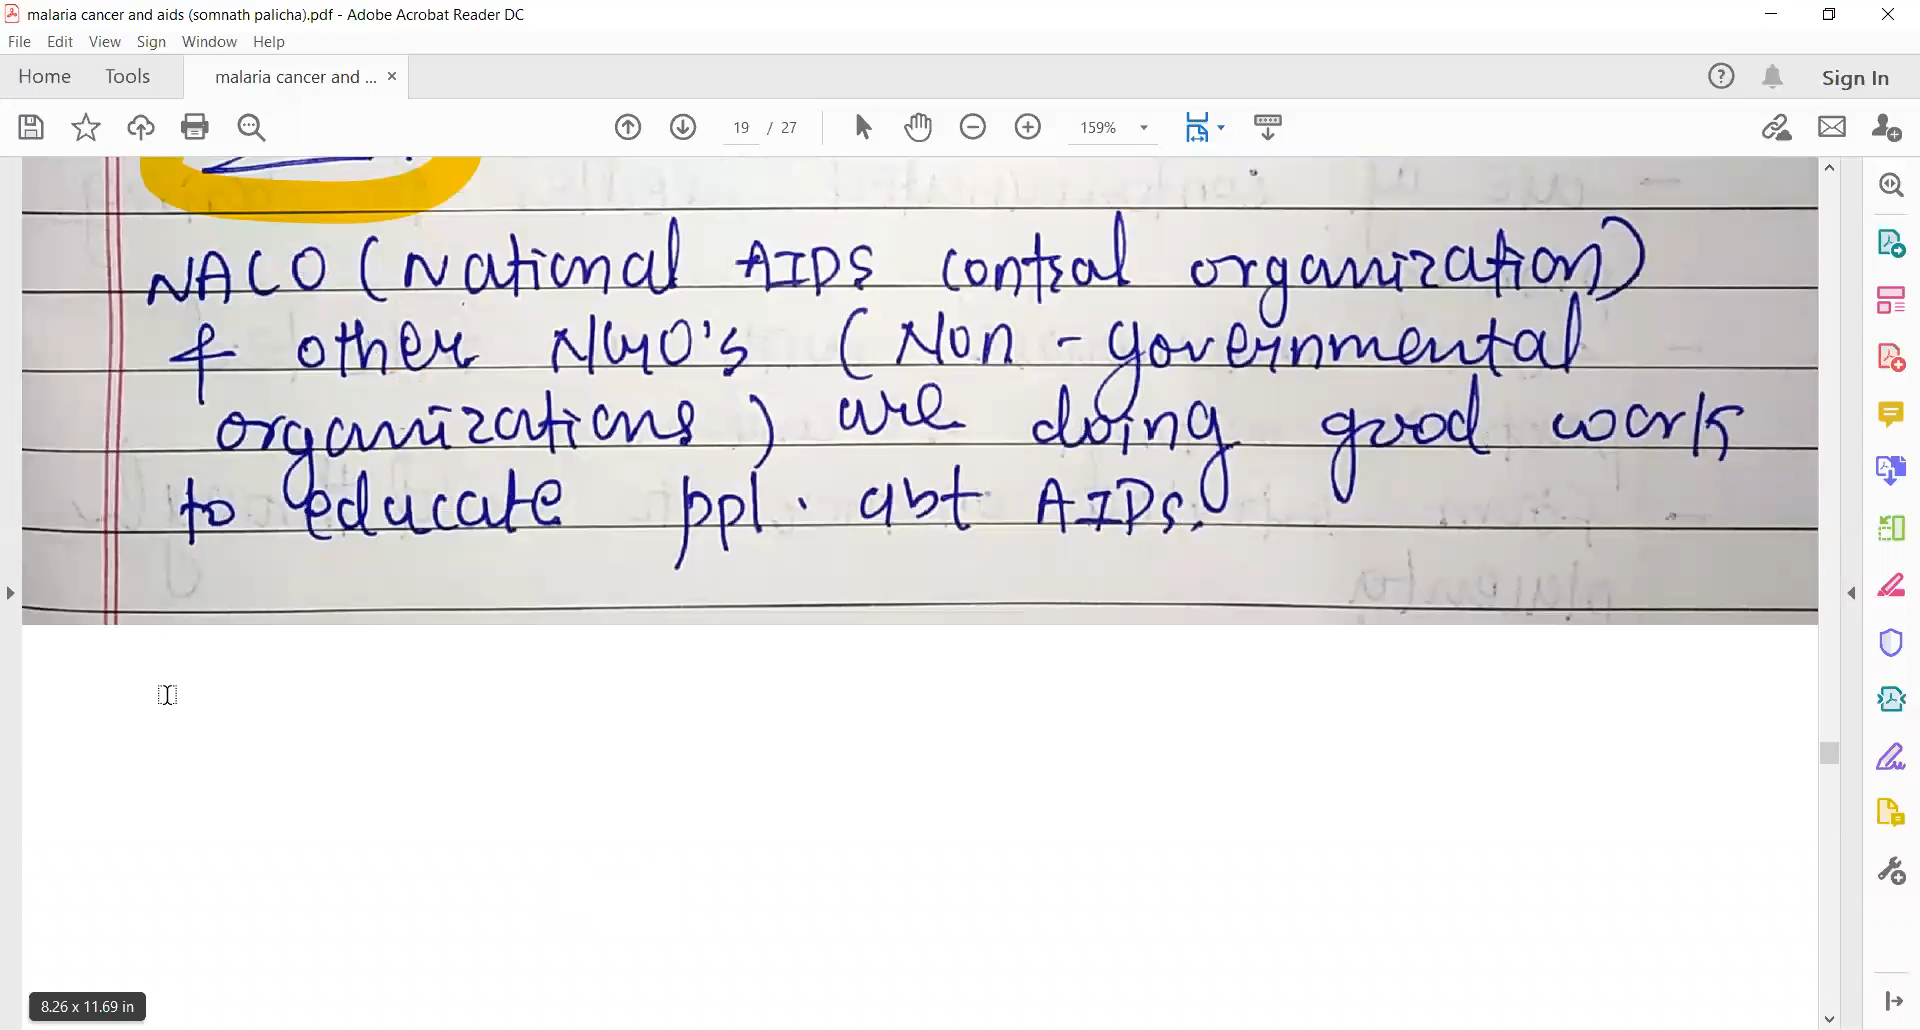 malaria cancer and aids (somnath palicha).pdf - Adobe Acrobat Reader DC
File Edit View Sign Window Help
Home Tools malaria cancer and ... × Sign In
19 / 27 159%
NACO (National AIDS control organization)
& other NGO's (Non-governmental
organizations) are doing good work
to educate ppl. abt AIDs.
8.26 x 11.69 in